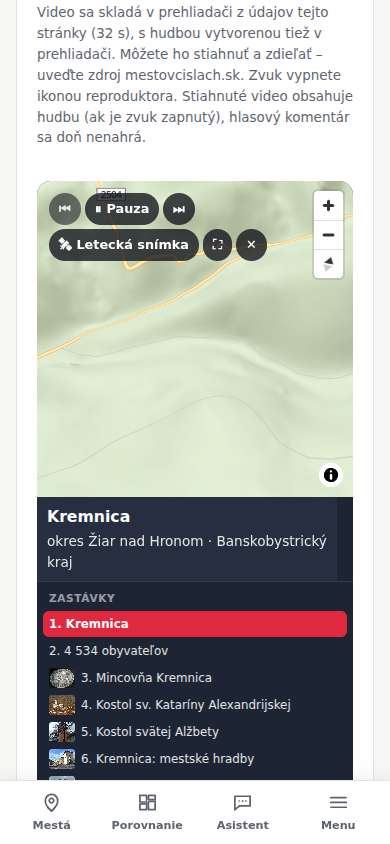 Video sa skladá v prehliadači z údajov tejto
stránky (32 s), s hudbou vytvorenou tiež v
prehliadači. Môžete ho stiahnuť a zdieľať –
uveďte zdroj mestovcislach.sk. Zvuk vypnete
ikonou reproduktora. Stiahnuté video obsahuje
hudbu (ak je zvuk zapnutý), hlasový komentár
sa doň nenahrá.
2504
Pauza
Letecká snímka
Kremnica
okres Žiar nad Hronom · Banskobystrický
kraj
ZASTÁVKY
1. Kremnica
2. 4 534 obyvateľov
3. Mincovňa Kremnica
4. Kostol sv. Kataríny Alexandrijskej
5. Kostol svätej Alžbety
6. Kremnica: mestské hradby
Mestá
Porovnanie
Asistent
Menu